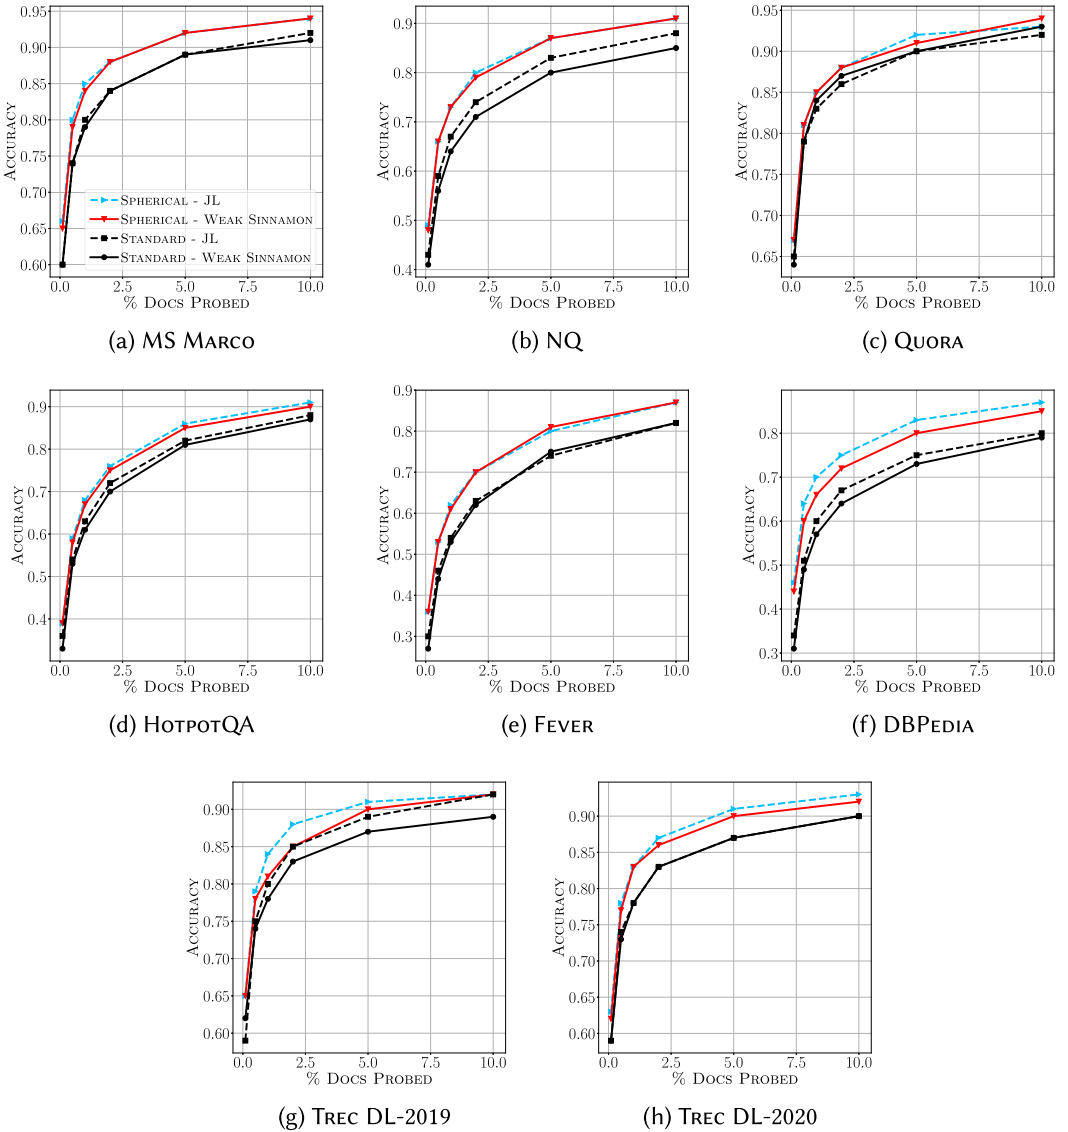 0.95
0.90
0.85
0.80
0.75
0.70
0.65
0.60
Accuracy
Spherical - JL
Spherical - Weak Sinnamon
Standard - JL
Standard - Weak Sinnamon
0.0 2.5 5.0 7.5 10.0
% Docs Probed
(a) MS Marco
0.9
0.8
0.7
0.6
0.5
0.4
Accuracy
0.0 2.5 5.0 7.5 10.0
% Docs Probed
(b) NQ
0.95
0.90
0.85
0.80
0.75
0.70
0.65
Accuracy
0.0 2.5 5.0 7.5 10.0
% Docs Probed
(c) Quora
0.9
0.8
0.7
0.6
0.5
0.4
Accuracy
0.0 2.5 5.0 7.5 10.0
% Docs Probed
(d) HotpotQA
0.9
0.8
0.7
0.6
0.5
0.4
0.3
Accuracy
0.0 2.5 5.0 7.5 10.0
% Docs Probed
(e) Fever
0.8
0.7
0.6
0.5
0.4
0.3
Accuracy
0.0 2.5 5.0 7.5 10.0
% Docs Probed
(f) DBPedia
0.90
0.85
0.80
0.75
0.70
0.65
0.60
Accuracy
0.0 2.5 5.0 7.5 10.0
% Docs Probed
(g) Trec DL-2019
0.90
0.85
0.80
0.75
0.70
0.65
0.60
Accuracy
0.0 2.5 5.0 7.5 10.0
% Docs Probed
(h) Trec DL-2020